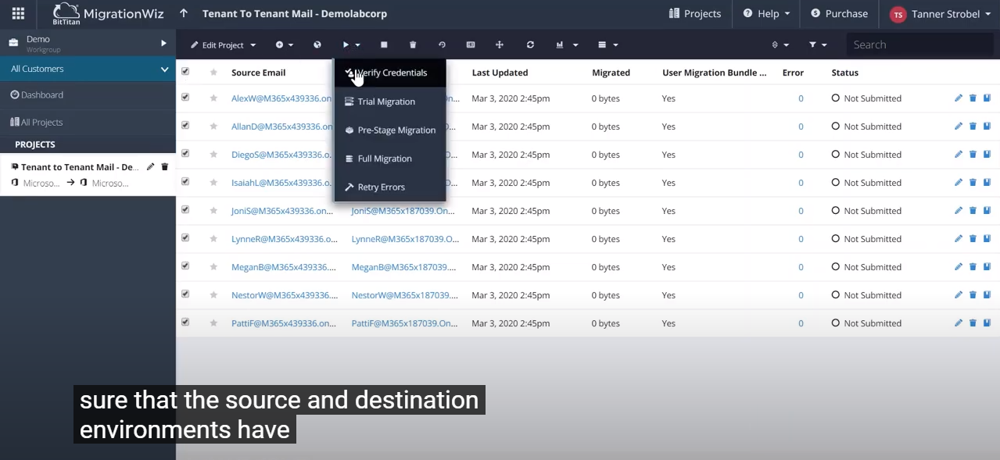 BitTitan MigrationWiz Tenant To Tenant Mail - Demolabcorp Projects Help Purchase TS Tanner Strobel
Demo
Workgroup
All Customers
Dashboard
All Projects
PROJECTS
Tenant to Tenant Mail - De...
Microso... Microso...
Edit Project Search
Source Email Last Updated Migrated User Migration Bundle ... Error Status
Verify Credentials
Trial Migration
Pre-Stage Migration
Full Migration
Retry Errors
AlexW@M365x439336.on n... Mar 3, 2020 2:45pm 0 bytes Yes 0 Not Submitted
AllanD@M365x439336.on Mar 3, 2020 2:45pm 0 bytes Yes 0 Not Submitted
DiegoS@M365x439336.o. O... Mar 3, 2020 2:45pm 0 bytes Yes 0 Not Submitted
IsaiahL@M365x439336.o. O... Mar 3, 2020 2:45pm 0 bytes Yes 0 Not Submitted
JoniS@M365x439336.on... JoniS@M365x187039.On... Mar 3, 2020 2:45pm 0 bytes Yes 0 Not Submitted
LynneR@M365x439336.o... LynneR@M365x187039.O... Mar 3, 2020 2:45pm 0 bytes Yes 0 Not Submitted
MeganB@M365x439336.... MeganB@M365x187039.... Mar 3, 2020 2:45pm 0 bytes Yes 0 Not Submitted
NestorW@M365x439336.... NestorW@M365x187039.... Mar 3, 2020 2:45pm 0 bytes Yes 0 Not Submitted
PattiF@M365x439336.on... PattiF@M365x187039.On... Mar 3, 2020 2:45pm 0 bytes Yes 0 Not Submitted
sure that the source and destination
environments have